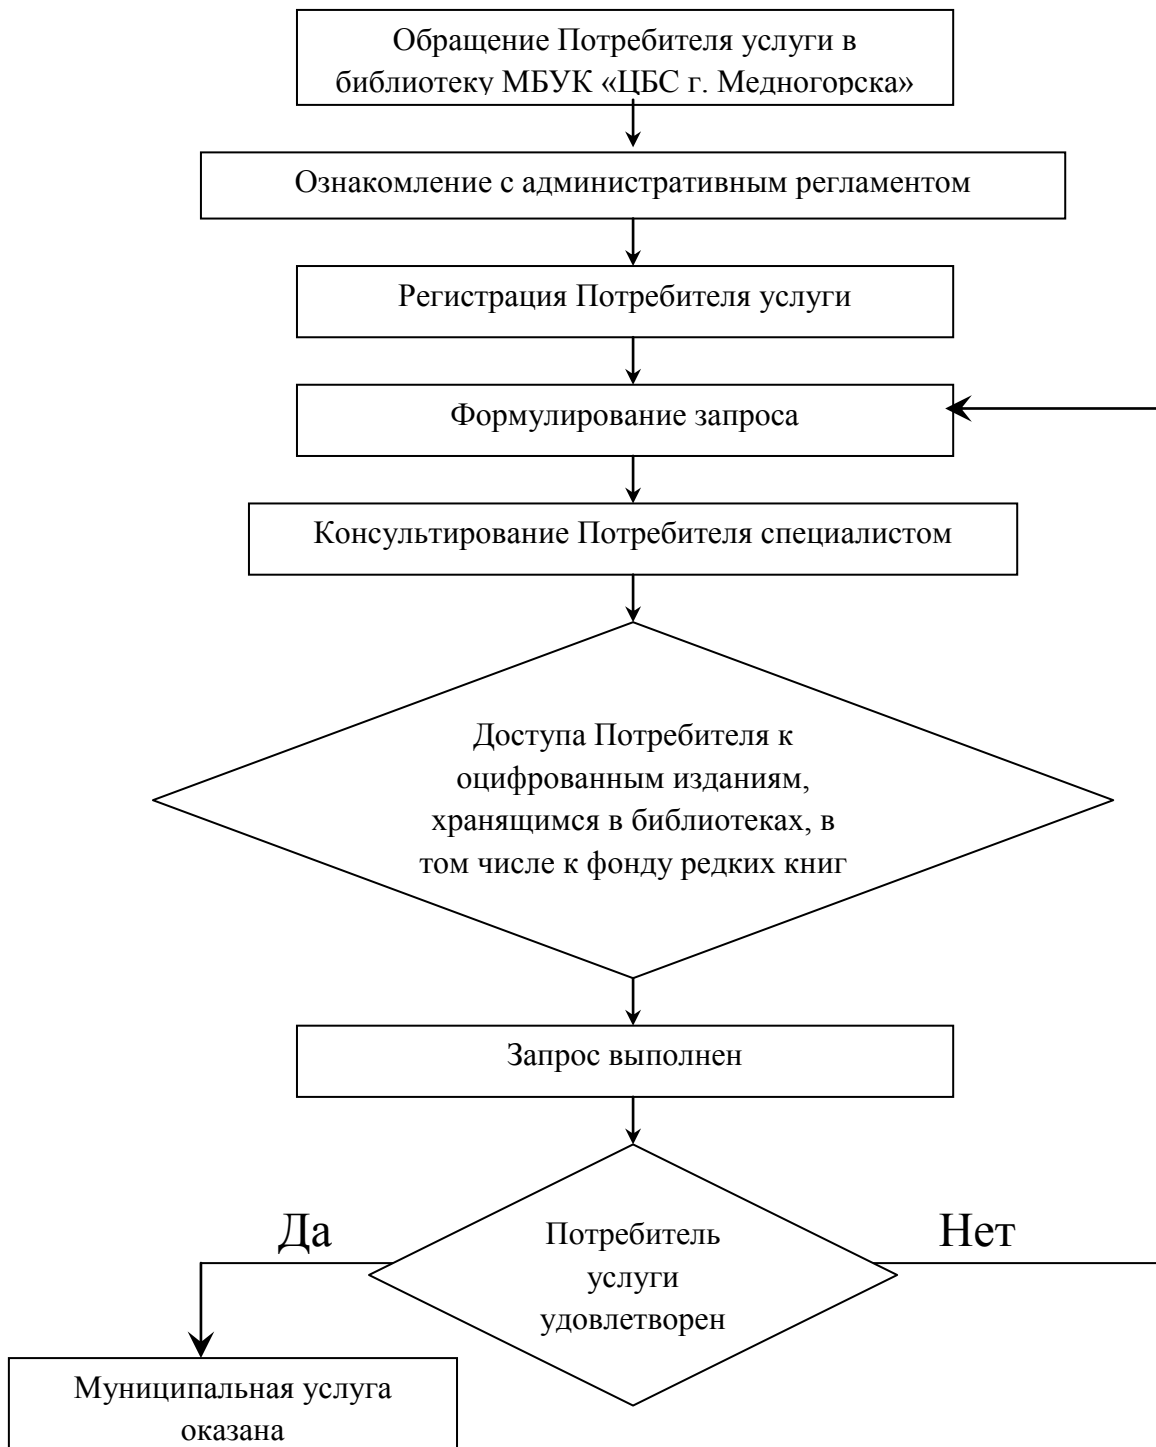 Обращение Потребителя услуги в
библиотеку МБУК «ЦБС г. Медногорска»
Ознакомление с административным регламентом
Регистрация Потребителя услуги
Формулирование запроса
Консультирование Потребителя специалистом
Доступа Потребителя к
оцифрованным изданиям,
хранящимся в библиотеках, в
том числе к фонду редких книг
Запрос выполнен
Да
Нет
Потребитель
услуги
удовлетворен
Муниципальная услуга
оказана